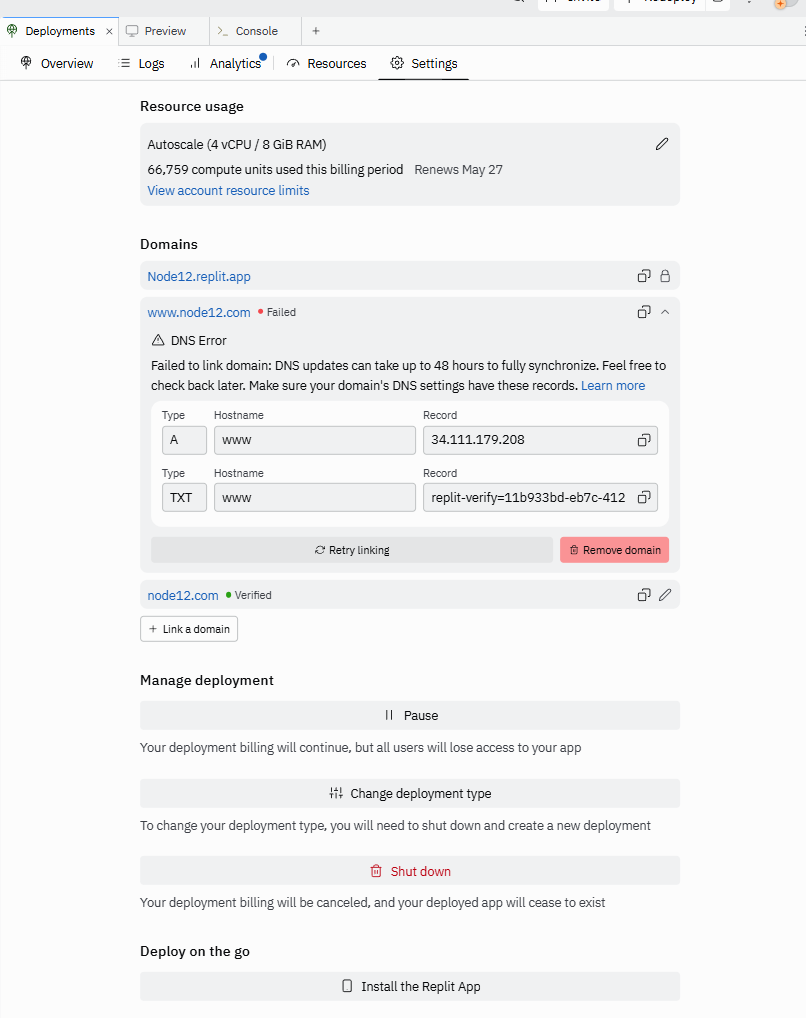 Deployments
Preview
Console
Overview
Logs
Analytics
Resources
Settings
Resource usage
Autoscale (4 vCPU / 8 GiB RAM)
66,759 compute units used this billing period Renews May 27
View account resource limits
Domains
Node12.replit.app
www.node12.com Failed
DNS Error
Failed to link domain: DNS updates can take up to 48 hours to fully synchronize. Feel free to
check back later. Make sure your domain's DNS settings have these records. Learn more
Type Hostname Record
A www 34.111.179.208
Type Hostname Record
TXT www replit-verify=11b933bd-eb7c-412
Retry linking
Remove domain
node12.com Verified
+ Link a domain
Manage deployment
Pause
Your deployment billing will continue, but all users will lose access to your app
Change deployment type
To change your deployment type, you will need to shut down and create a new deployment
Shut down
Your deployment billing will be canceled, and your deployed app will cease to exist
Deploy on the go
Install the Replit App